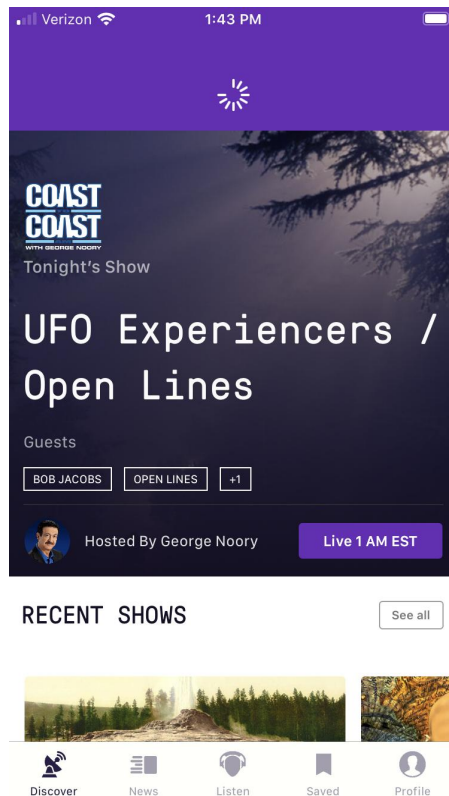 Verizon
1:43 PM
COAST
COAST
WITH GEORGE NOORY
Tonight's Show
UFO Experiencers /
Open Lines
Guests
BOB JACOBS
OPEN LINES
+1
Hosted By George Noory
Live 1 AM EST
RECENT SHOWS
See all
Discover
News
Listen
Saved
Profile